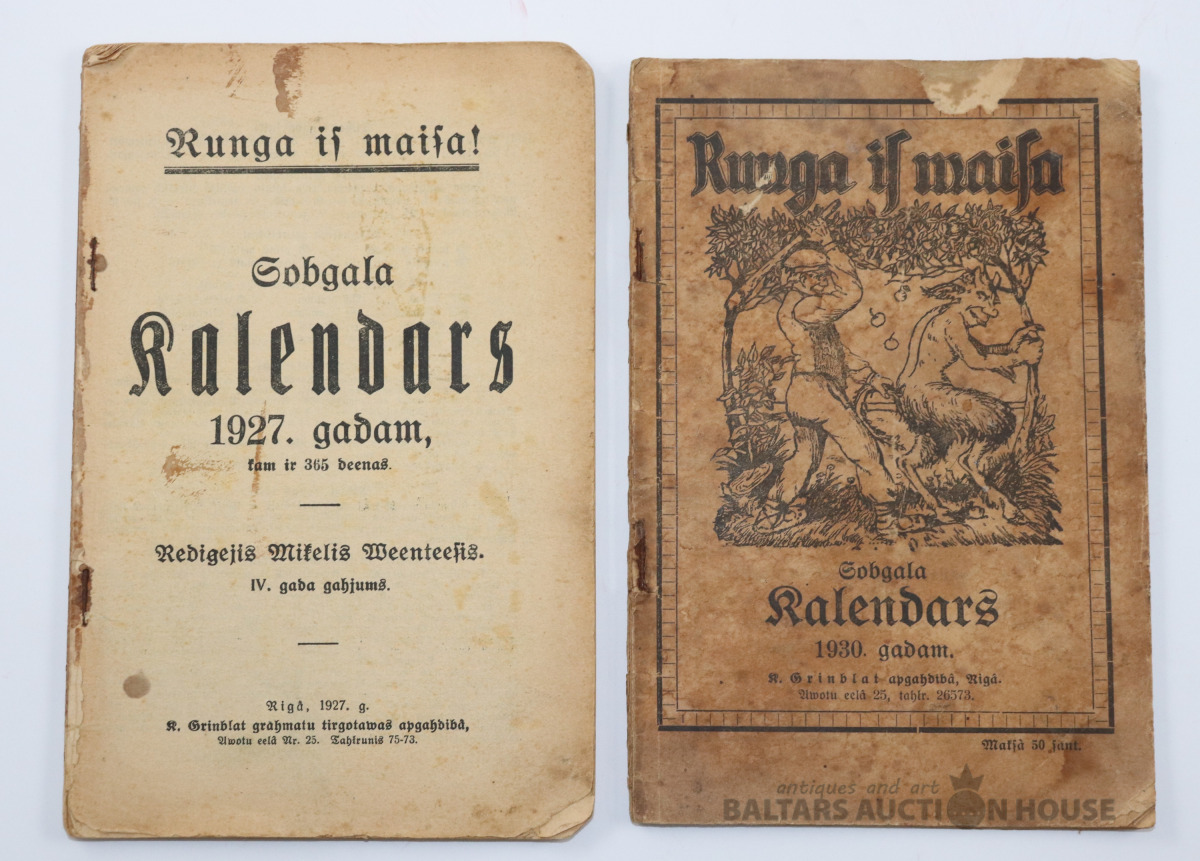 Runga iſ maiſa!
Sobgala
Kalendars
1927. gadam,
kam ir 365 deenas.
Redigejis Mikelis Weenteeſis.
IV. gada gahjums.
Rigâ, 1927. g.
K. Grinblat grahmatu tirgotawas apgahdibâ,
Awotu eelâ Nr. 25. Tahlrunis 75-73.
Runga iſ maiſa
Sobgala
Kalendars
1930. gadam.
K. Grinblat apgahdibâ, Rigâ.
Awotu eelâ 25, tahlr. 26573.
Makſâ 50 ſant.
antiques and art
BALTARS AUCTION HOUSE